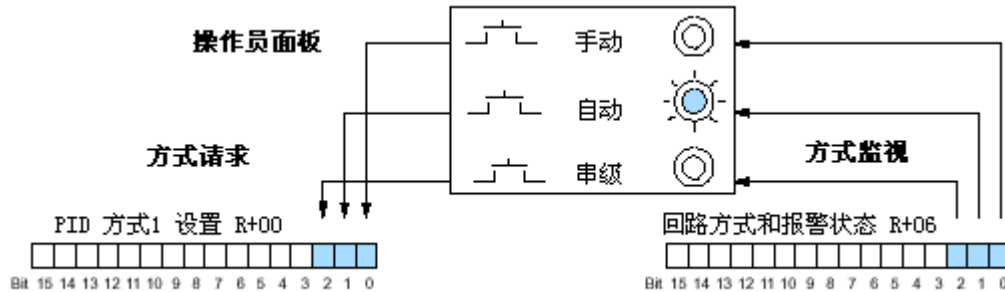 操作员面板
手动
自动
串级
方式请求
方式监视
PID 方式1 设置 R+00
回路方式和报警状态 R+06
Bit 15 14 13 12 11 10 9 8 7 6 5 4 3 2 1 0
Bit 15 14 13 12 11 10 9 8 7 6 5 4 3 2 1 0